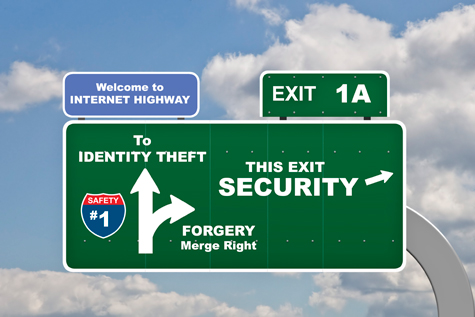 Welcome to
INTERNET HIGHWAY
EXIT 1A
To
IDENTITY THEFT
THIS EXIT
SECURITY
SAFETY
#1
FORGERY
Merge Right